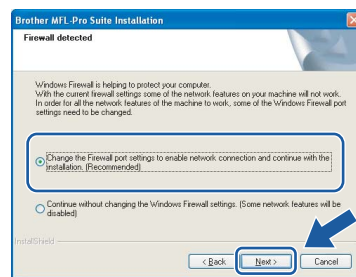 Brother MFL-Pro Suite Installation
Firewall detected
Windows Firewall is helping to protect your computer.
With the current firewall settings some of the network features on your machine will not work.
In order for all the network features of the machine to work, some of the Windows Firewall port
settings need to be changed.
Change the Firewall port settings to enable network connection and continue with the
installation. (Recommended)
Continue without changing the Windows Firewall settings. (Some network features will be
disabled)
InstallShield
< Back
Next >
Cancel